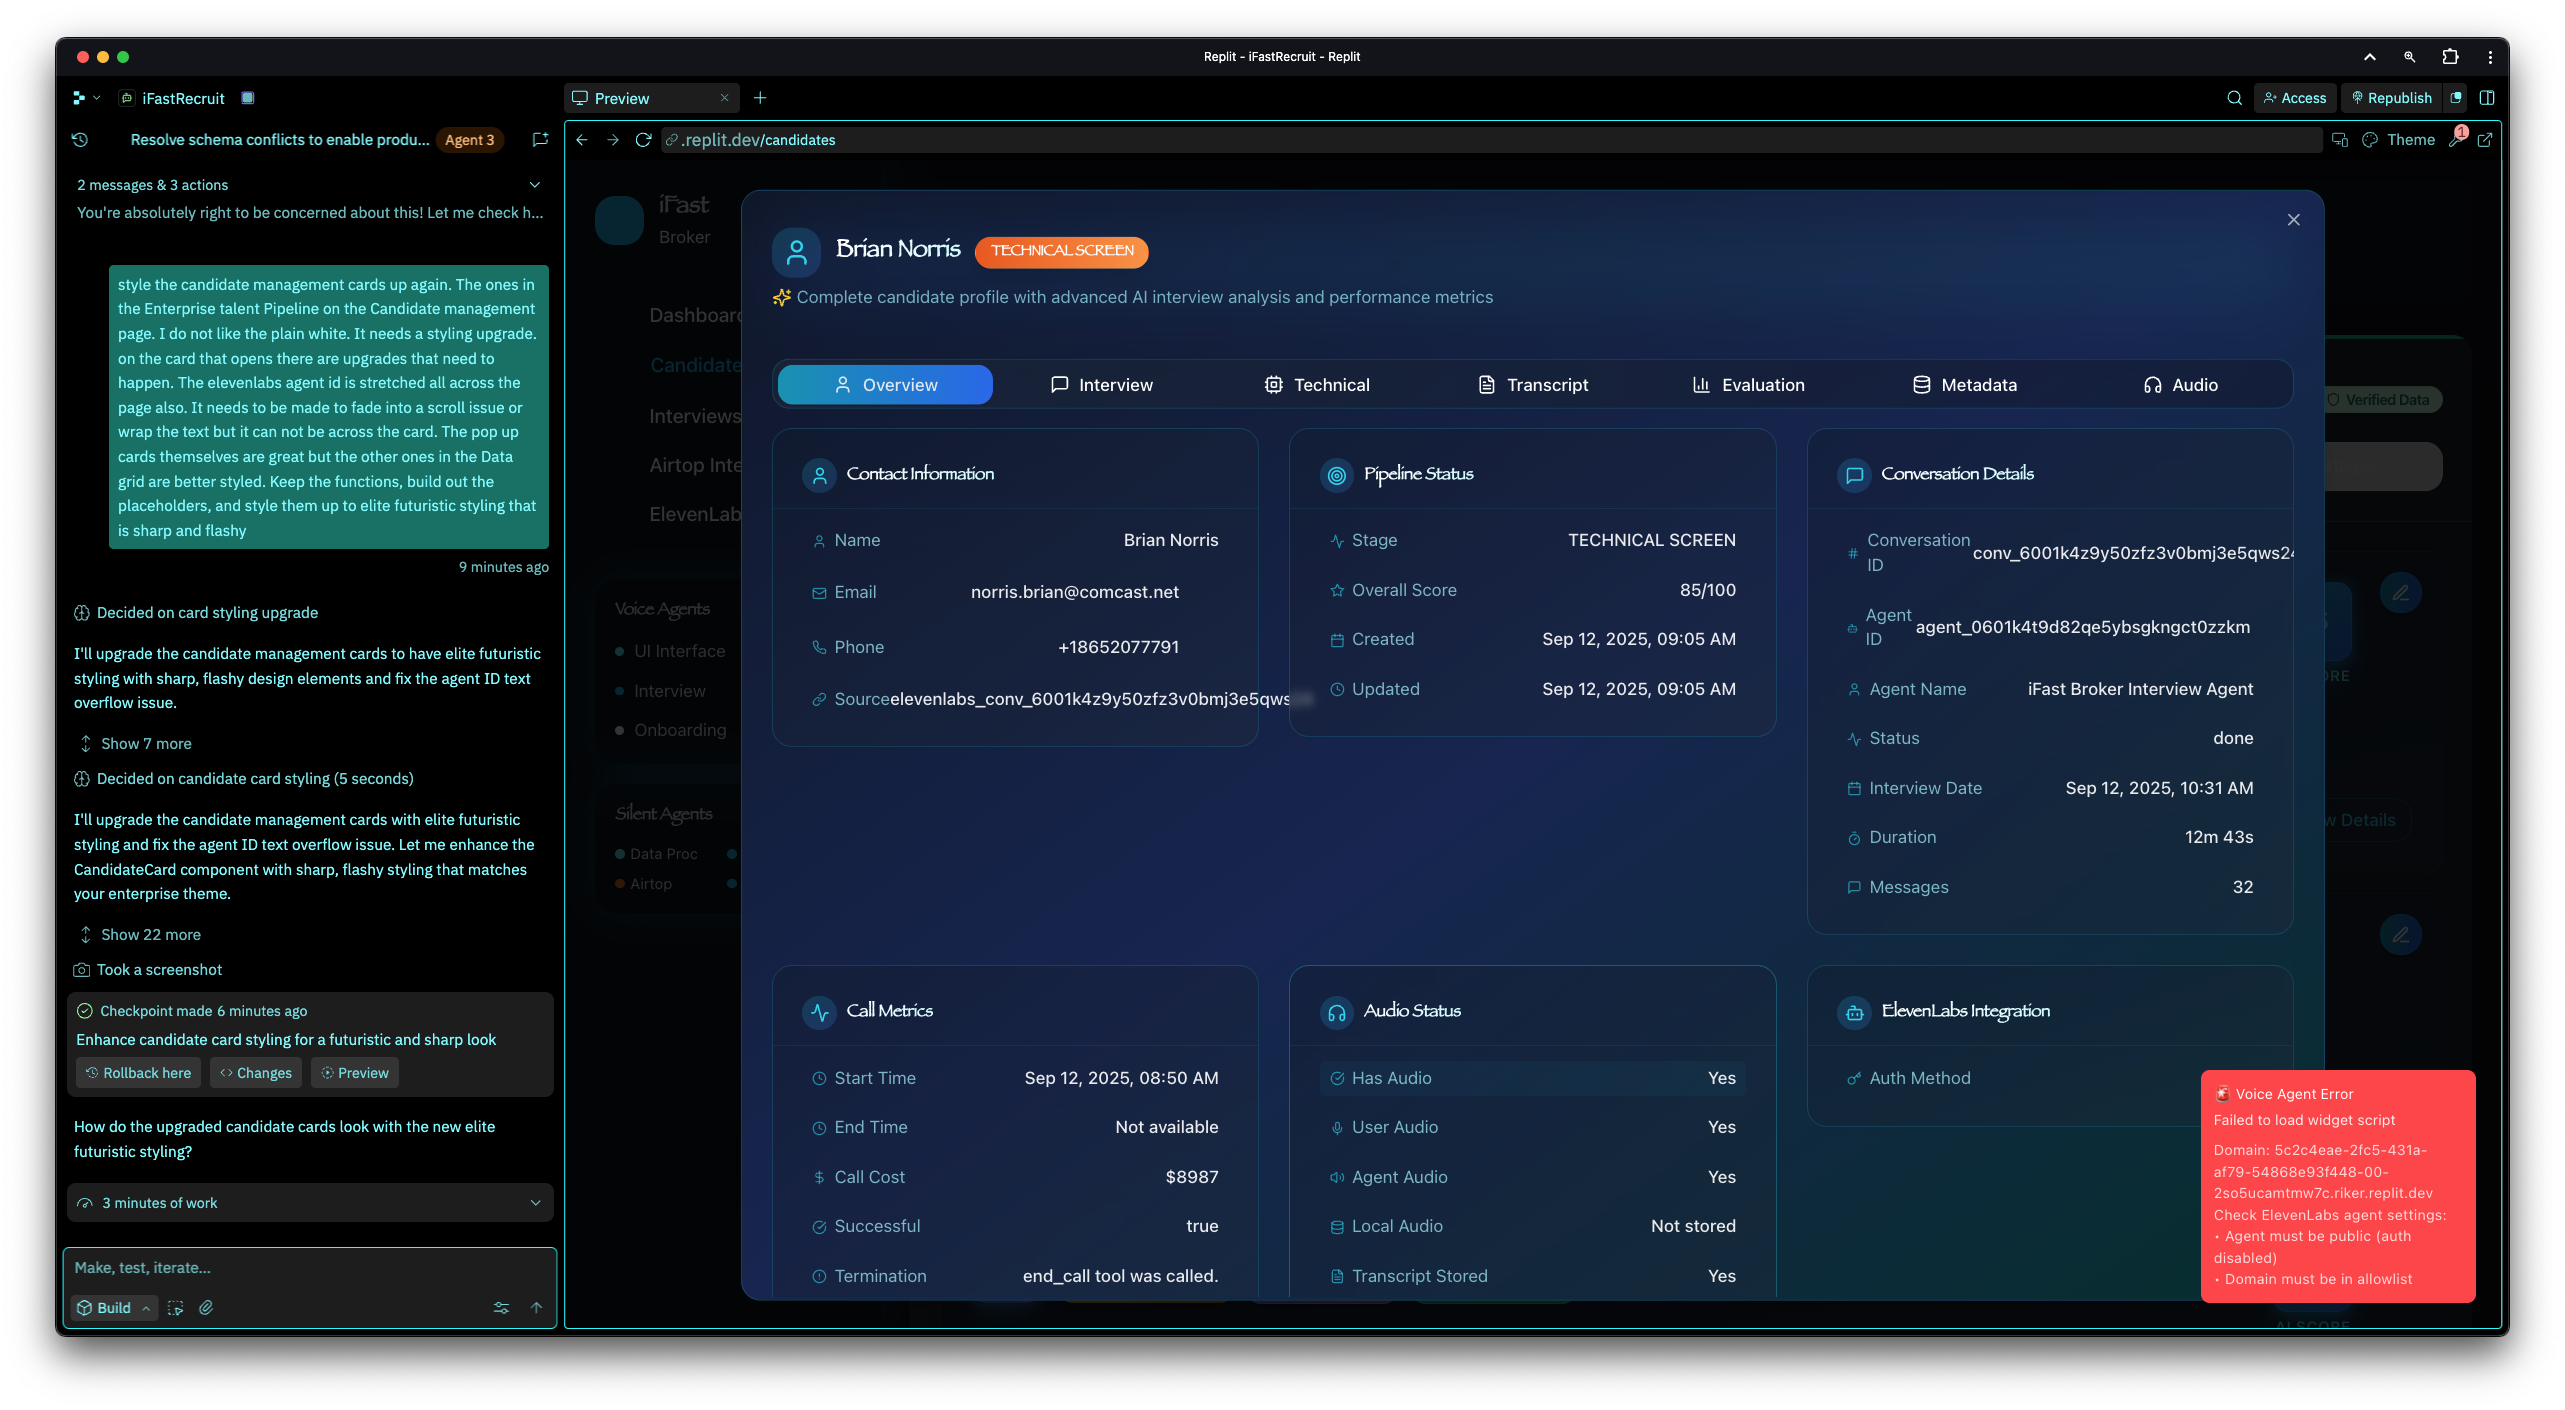 Replit - iFastRecruit - Replit
iFastRecruit
Preview
Access
Republish
Resolve schema conflicts to enable produ...
Agent 3
.replit.dev/candidates
Theme
1
2 messages & 3 actions
You're absolutely right to be concerned about this! Let me check h...
style the candidate management cards up again. The ones in
the Enterprise talent Pipeline on the Candidate management
page. I do not like the plain white. It needs a styling upgrade.
on the card that opens there are upgrades that need to
happen. The elevenlabs agent id is stretched all across the
page also. It needs to be made to fade into a scroll issue or
wrap the text but it can not be across the card. The pop up
cards themselves are great but the other ones in the Data
grid are better styled. Keep the functions, build out the
placeholders, and style them up to elite futuristic styling that
is sharp and flashy
9 minutes ago
Decided on card styling upgrade
I'll upgrade the candidate management cards to have elite futuristic
styling with sharp, flashy design elements and fix the agent ID text
overflow issue.
Show 7 more
Decided on candidate card styling (5 seconds)
I'll upgrade the candidate management cards with elite futuristic
styling and fix the agent ID text overflow issue. Let me enhance the
CandidateCard component with sharp, flashy styling that matches
your enterprise theme.
Show 22 more
Took a screenshot
Checkpoint made 6 minutes ago
Enhance candidate card styling for a futuristic and sharp look
Rollback here
Changes
Preview
How do the upgraded candidate cards look with the new elite
futuristic styling?
3 minutes of work
Make, test, iterate...
Build
iFast
Broker
Dashboard
Candidate
Interviews
Airtop Inte
ElevenLab
Voice Agents
UI Interface
Interview
Onboarding
Silent Agents
Data Proc
Airtop
Brian Norris
TECHNICAL SCREEN
Complete candidate profile with advanced AI interview analysis and performance metrics
Overview
Interview
Technical
Transcript
Evaluation
Metadata
Audio
Contact Information
Name
Brian Norris
Email
norris.brian@comcast.net
Phone
+18652077791
Source
elevenlabs_conv_6001k4z9y50zfz3v0bmj3e5qws
Pipeline Status
Stage
TECHNICAL SCREEN
Overall Score
85/100
Created
Sep 12, 2025, 09:05 AM
Updated
Sep 12, 2025, 09:05 AM
Conversation Details
Conversation
ID
conv_6001k4z9y50zfz3v0bmj3e5qws24
Agent
ID
agent_0601k4t9d82qe5ybsgkngct0zzkm
Agent Name
iFast Broker Interview Agent
Status
done
Interview Date
Sep 12, 2025, 10:31 AM
Duration
12m 43s
Messages
32
Call Metrics
Start Time
Sep 12, 2025, 08:50 AM
End Time
Not available
Call Cost
$8987
Successful
true
Termination
end_call tool was called.
Audio Status
Has Audio
Yes
User Audio
Yes
Agent Audio
Yes
Local Audio
Not stored
Transcript Stored
Yes
ElevenLabs Integration
Auth Method
Verified Data
ORE
w Details
AI SCORE
Voice Agent Error
Failed to load widget script
Domain: 5c2c4eae-2fc5-431a-
af79-54868e93f448-00-
2so5ucamtmw7c.riker.replit.dev
Check ElevenLabs agent settings:
• Agent must be public (auth
disabled)
• Domain must be in allowlist